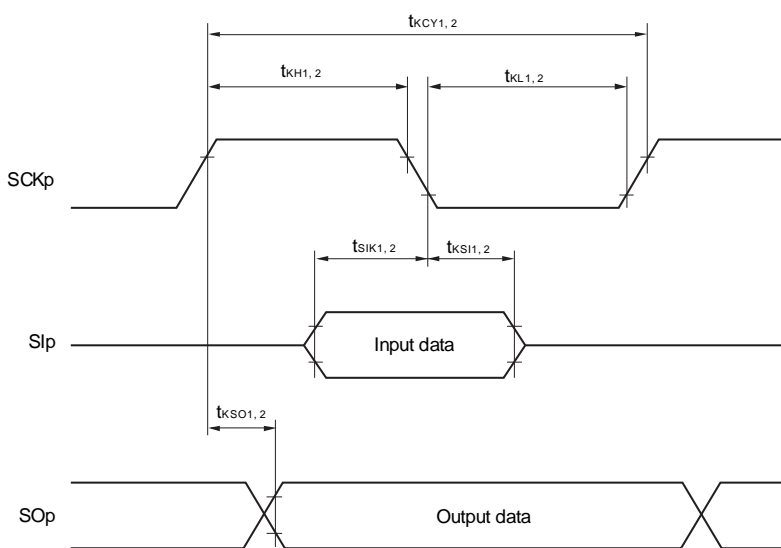 tKCY1, 2
tKH1, 2
tKL1, 2
SCKp
tSIK1, 2
tKSI1, 2
SIp
Input data
tKSO1, 2
SOp
Output data